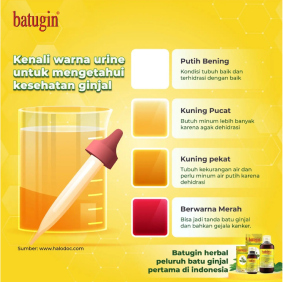 batugin
Kenali warna urine
untuk mengetahui
kesehatan ginjal
Putih Bening
Kondisi tubuh baik dan
terhidrasi dengan baik
Kuning Pucat
Butuh minum lebih banyak
karena agak dehidrasi
Kuning pekat
Tubuh kekurangan air dan
perlu minum air putih karena
dehidrasi
Berwarna Merah
Bisa jadi tanda batu ginjal
dan bahkan gejala kanker.
Sumber: www.halodoc.com
Batugin herbal
peluruh batu ginjal
pertama di indonesia